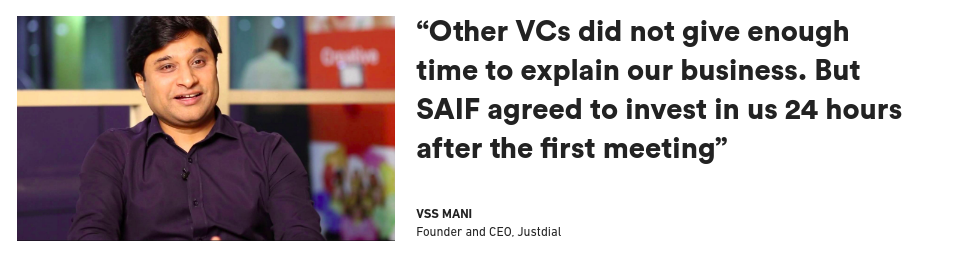 “Other VCs did not give enough
time to explain our business. But
SAIF agreed to invest in us 24 hours
after the first meeting”
VSS MANI
Founder and CEO, Justdial
Creative